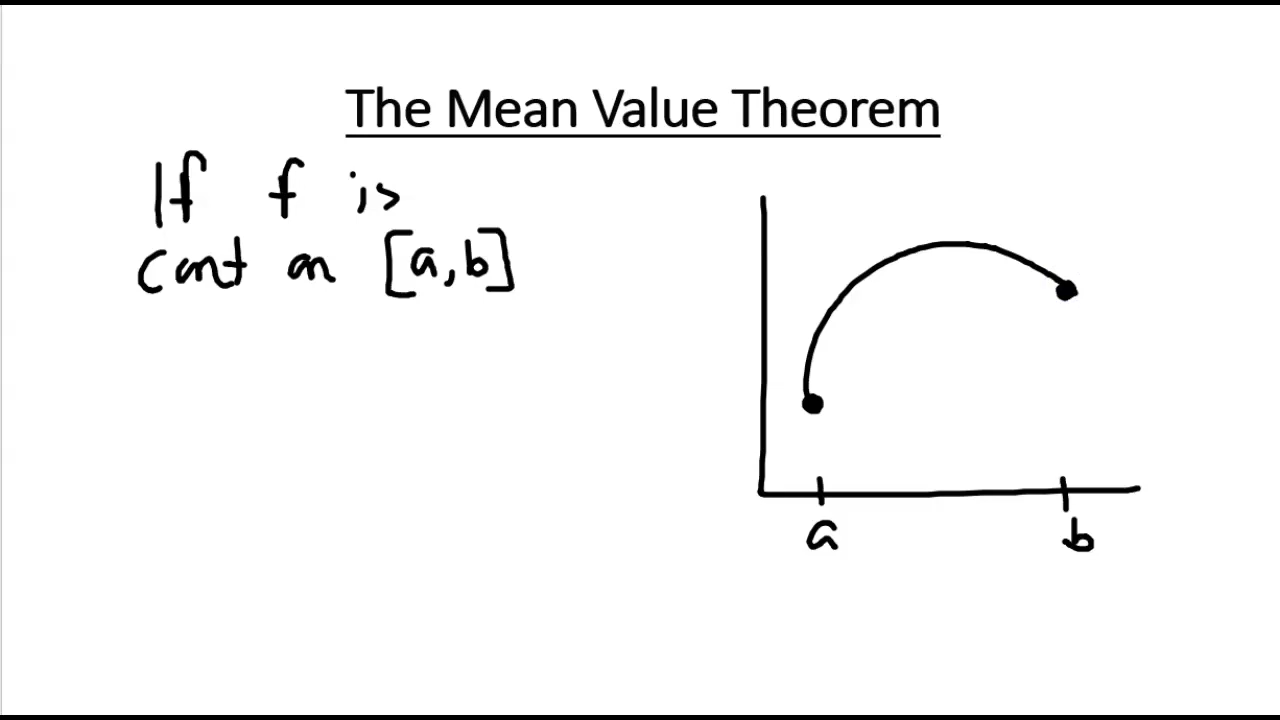 The Mean Value Theorem
If f is
cont on [a,b]
a
b